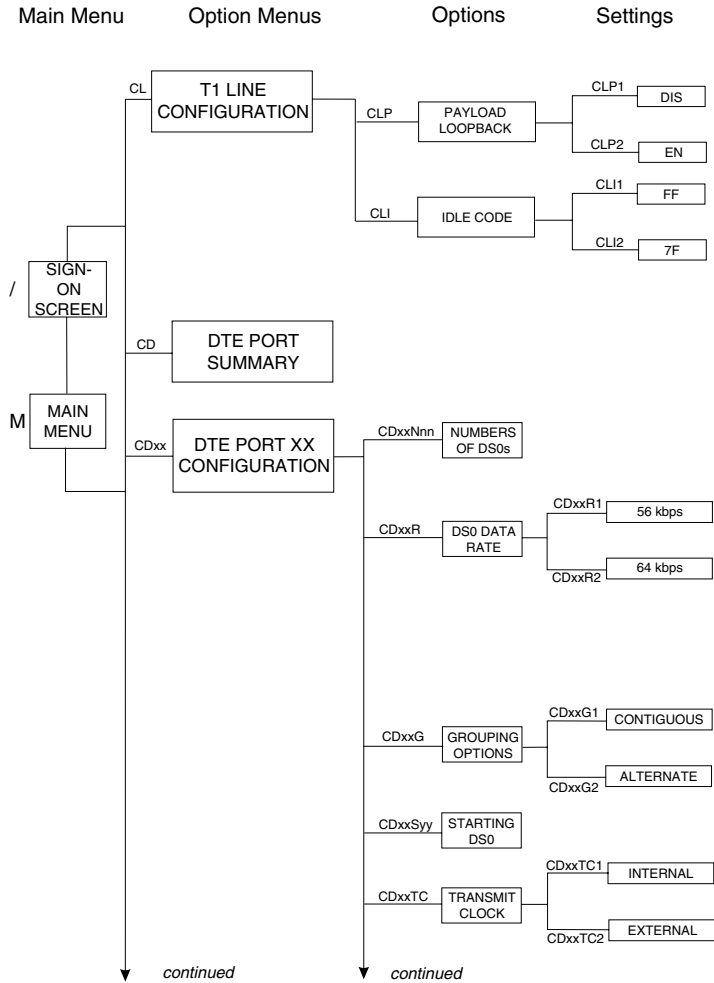 Main Menu Option Menus Options Settings
CL
T1 LINE
CONFIGURATION
CLP
PAYLOAD
LOOPBACK
CLP1
DIS
CLP2
EN
CLI
IDLE CODE
CLI1
FF
CLI2
7F
/
SIGN-
ON
SCREEN
CD
DTE PORT
SUMMARY
M
MAIN
MENU
CDxx
DTE PORT XX
CONFIGURATION
CDxxNnn
NUMBERS
OF DS0s
CDxxR
DS0 DATA
RATE
CDxxR1
56 kbps
CDxxR2
64 kbps
CDxxG
GROUPING
OPTIONS
CDxxG1
CONTIGUOUS
CDxxG2
ALTERNATE
CDxxSyy
STARTING
DS0
CDxxTC
TRANSMIT
CLOCK
CDxxTC1
INTERNAL
CDxxTC2
EXTERNAL
continued
continued